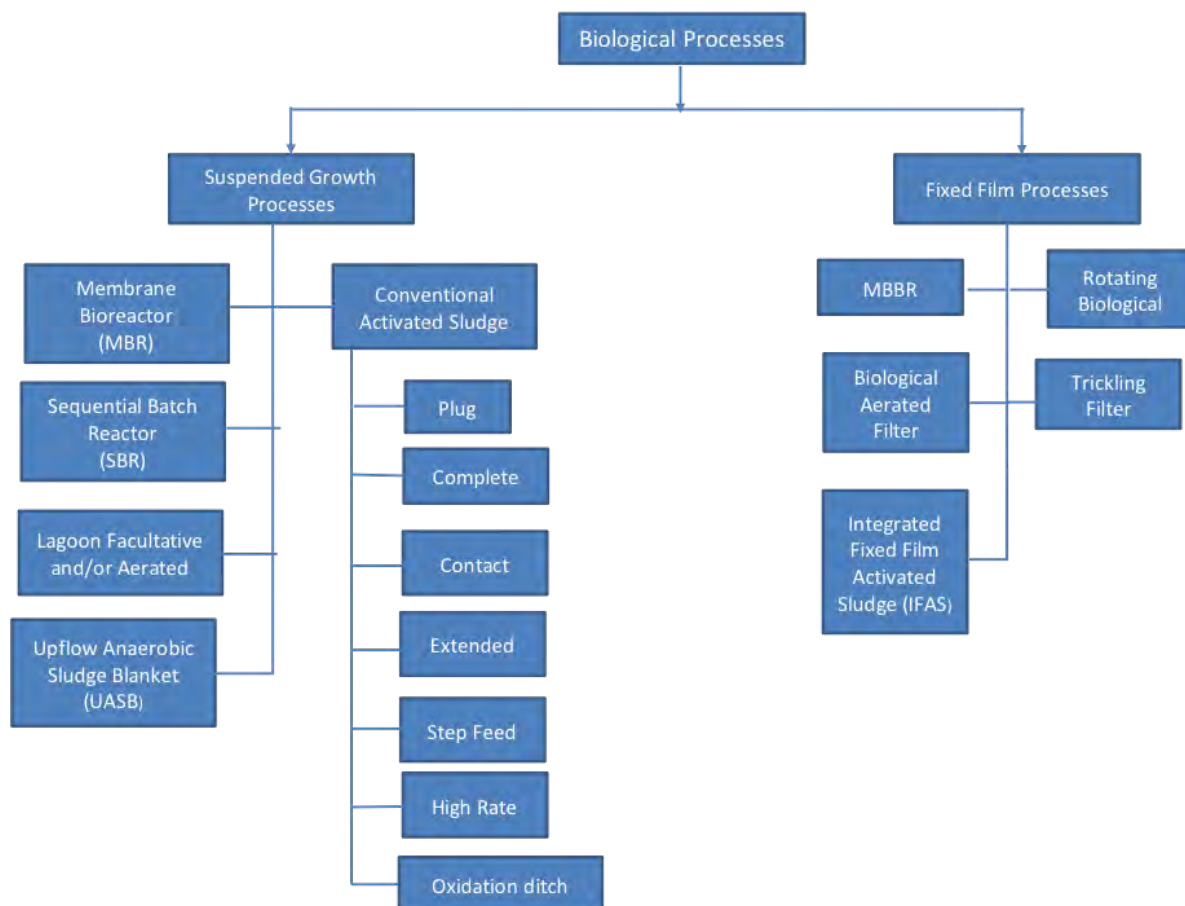 Biological Processes
Suspended Growth
Processes
Fixed Film Processes
Membrane
Bioreactor
(MBR)
Conventional
Activated Sludge
Sequential Batch
Reactor
(SBR)
Lagoon Facultative
and/or Aerated
Upflow Anaerobic
Sludge Blanket
(UASB)
Plug
Complete
Contact
Extended
Step Feed
High Rate
Oxidation ditch
MBBR
Rotating
Biological
Biological
Aerated
Filter
Trickling
Filter
Integrated
Fixed Film
Activated
Sludge (IFAS)